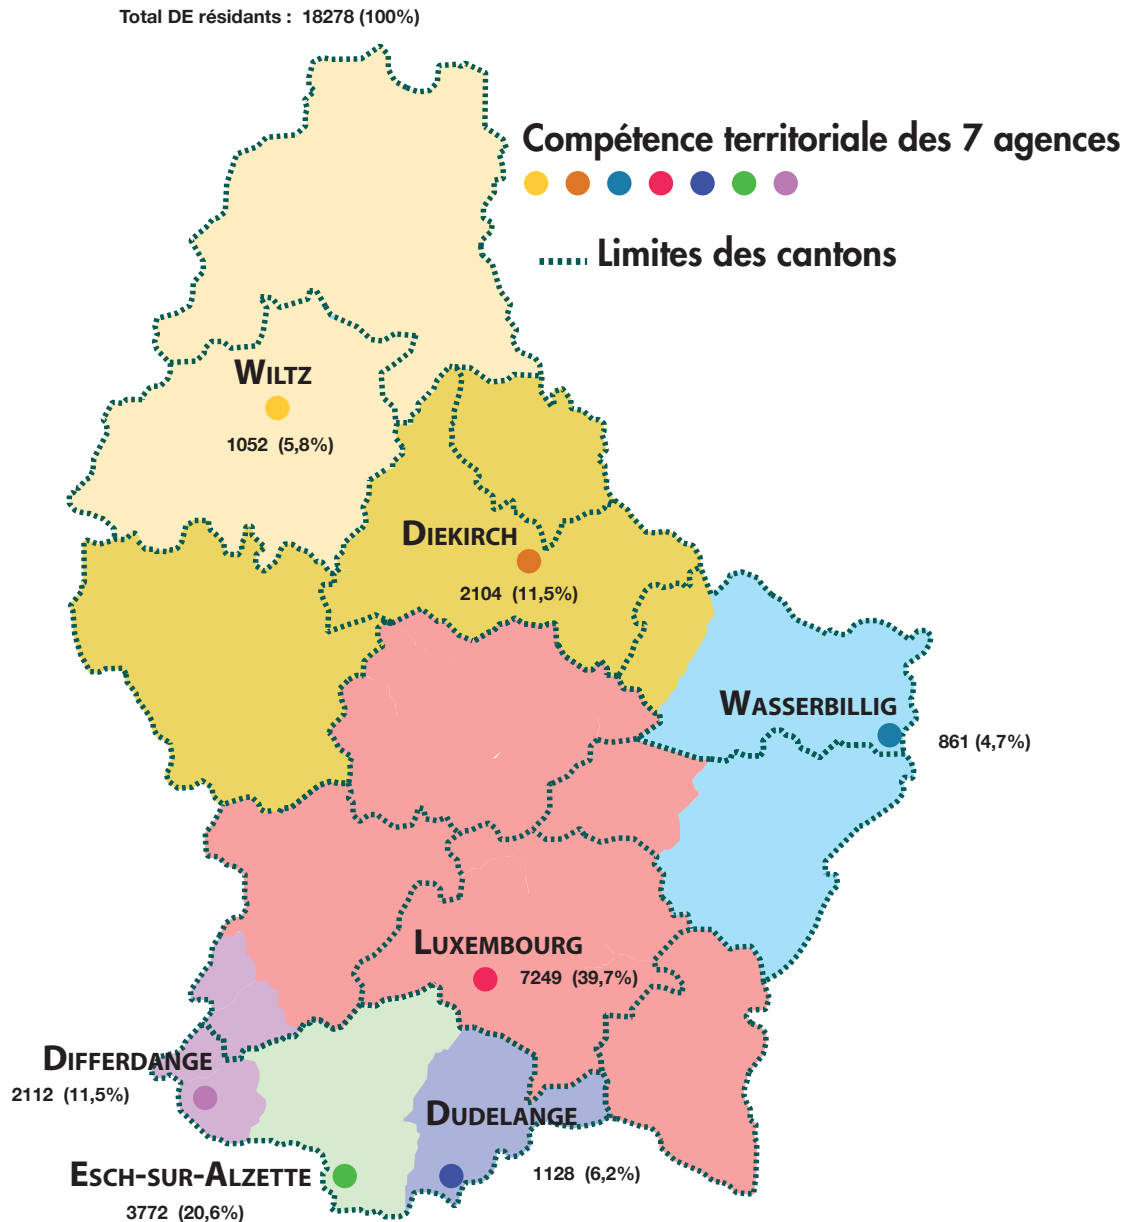 Total DE résidants : 18278 (100%)
Compétence territoriale des 7 agences
Limites des cantons
WILTZ
1052 (5,8%)
DIEKIRCH
2104 (11,5%)
WASSERBILLIG
861 (4,7%)
LUXEMBOURG
7249 (39,7%)
DIFFERDANGE
2112 (11,5%)
DUDELANGE
1128 (6,2%)
ESCH-SUR-ALZETTE
3772 (20,6%)